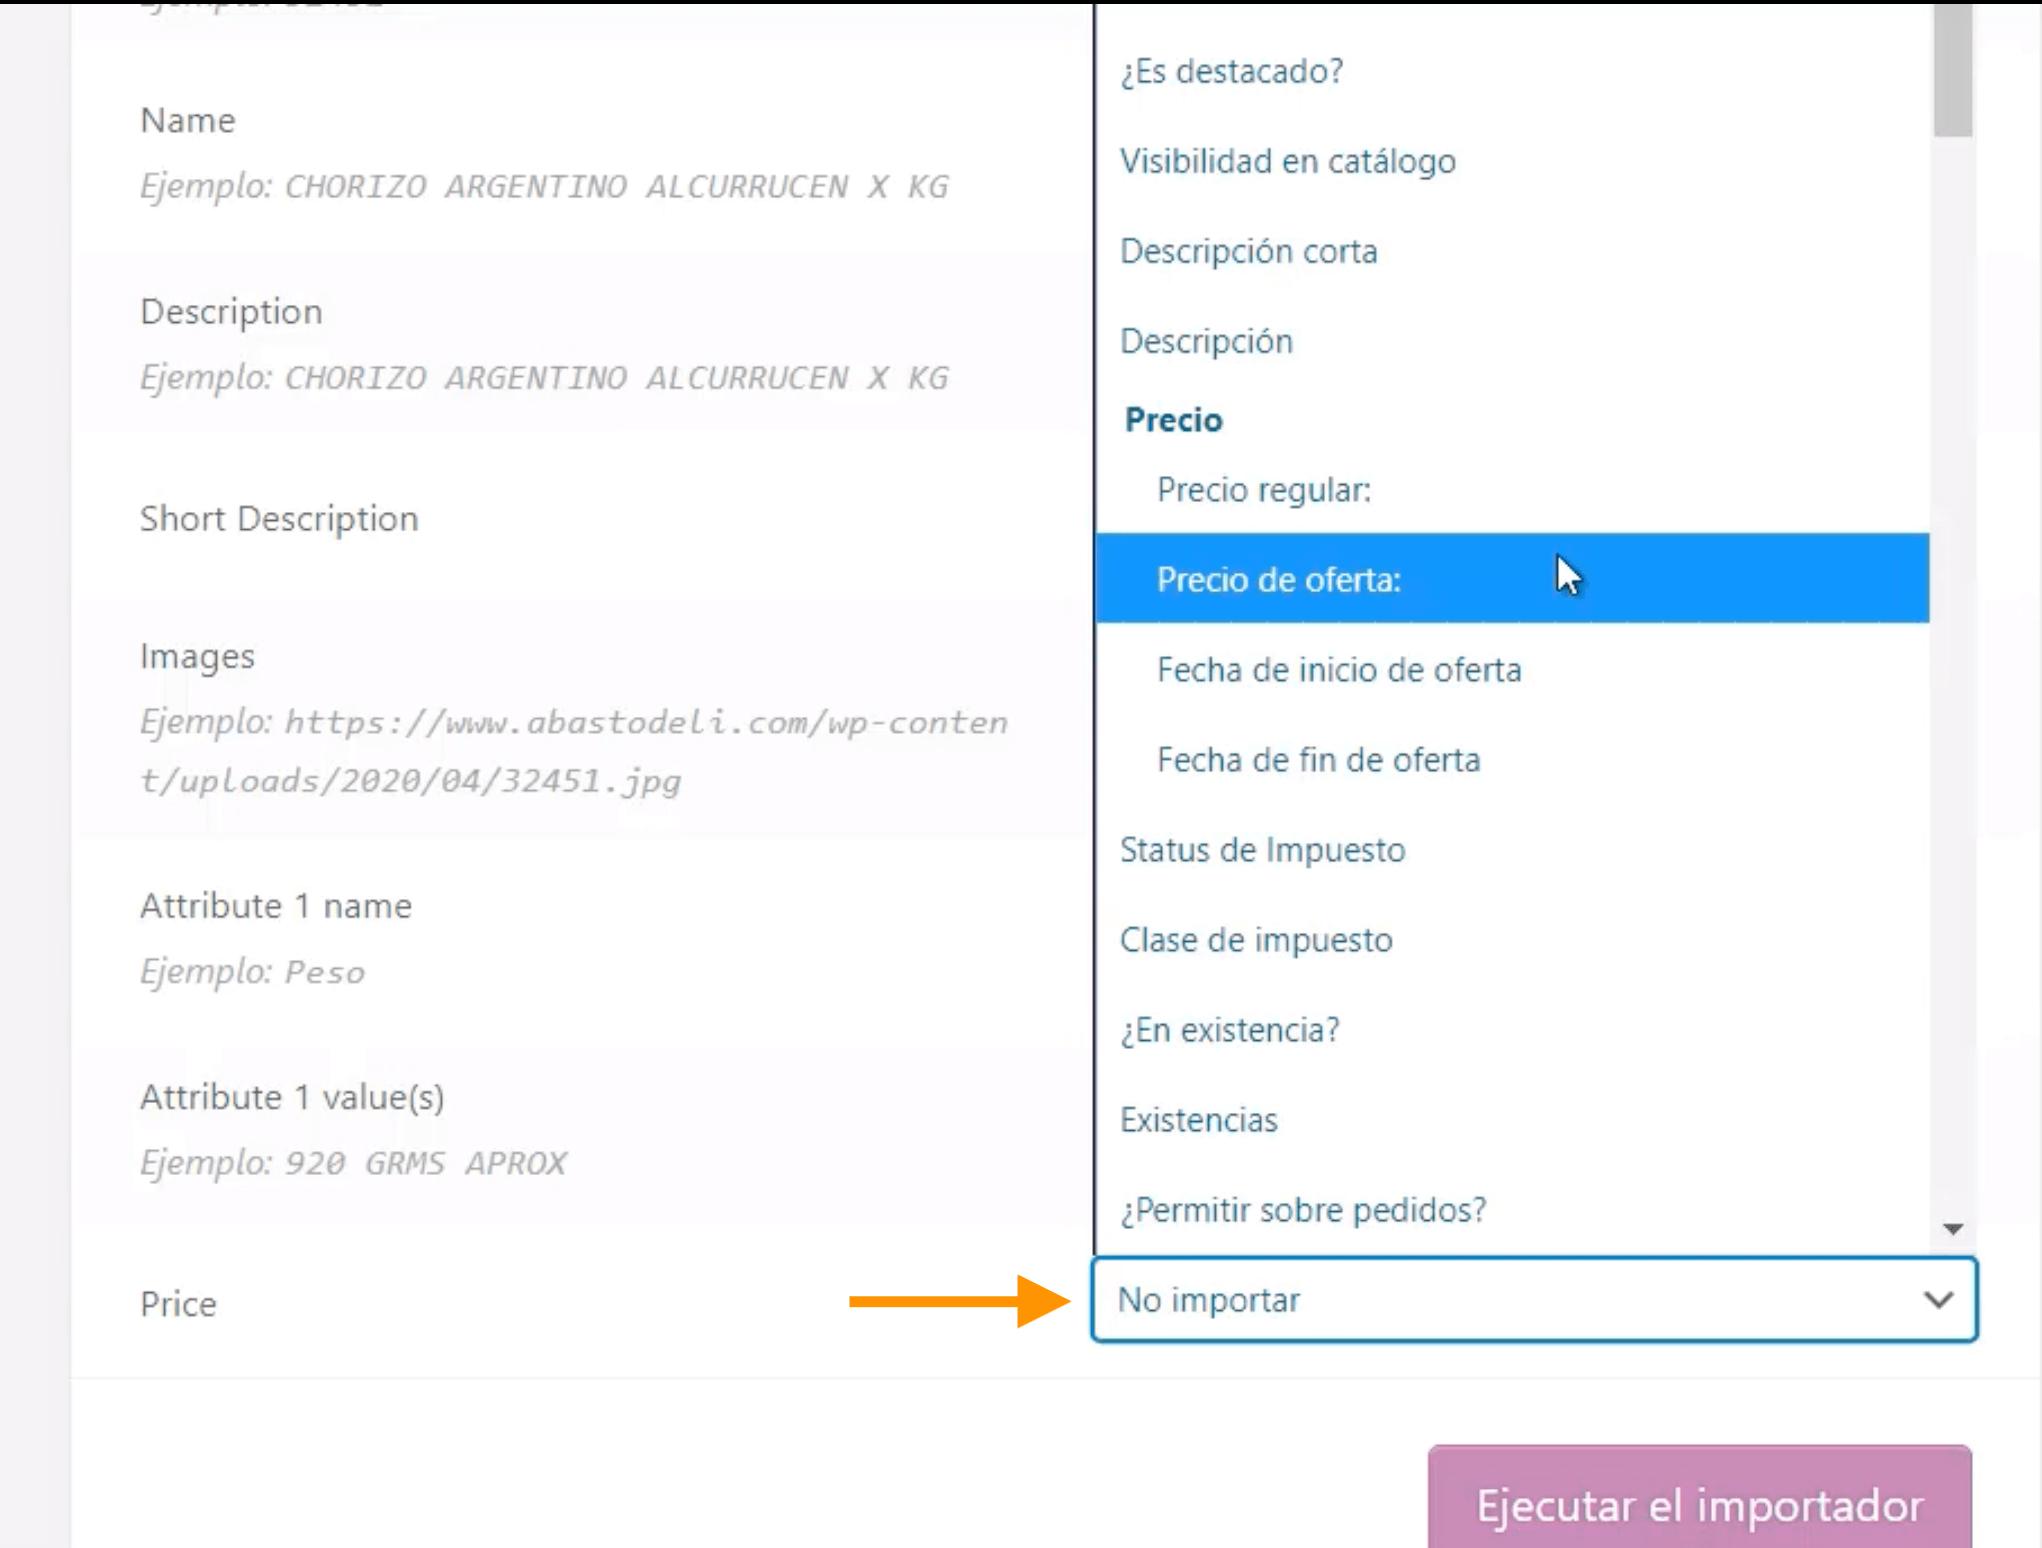 Name
Ejemplo: CHORIZO ARGENTINO ALCURRUCEN X KG
Description
Ejemplo: CHORIZO ARGENTINO ALCURRUCEN X KG
Short Description
Images
Ejemplo: https://www.abastodeli.com/wp-conten
t/uploads/2020/04/32451.jpg
Attribute 1 name
Ejemplo: Peso
Attribute 1 value(s)
Ejemplo: 920 GRMS APROX
Price
¿Es destacado?
Visibilidad en catálogo
Descripción corta
Descripción
Precio
Precio regular:
Precio de oferta:
Fecha de inicio de oferta
Fecha de fin de oferta
Status de Impuesto
Clase de impuesto
¿En existencia?
Existencias
¿Permitir sobre pedidos?
No importar
Ejecutar el importador